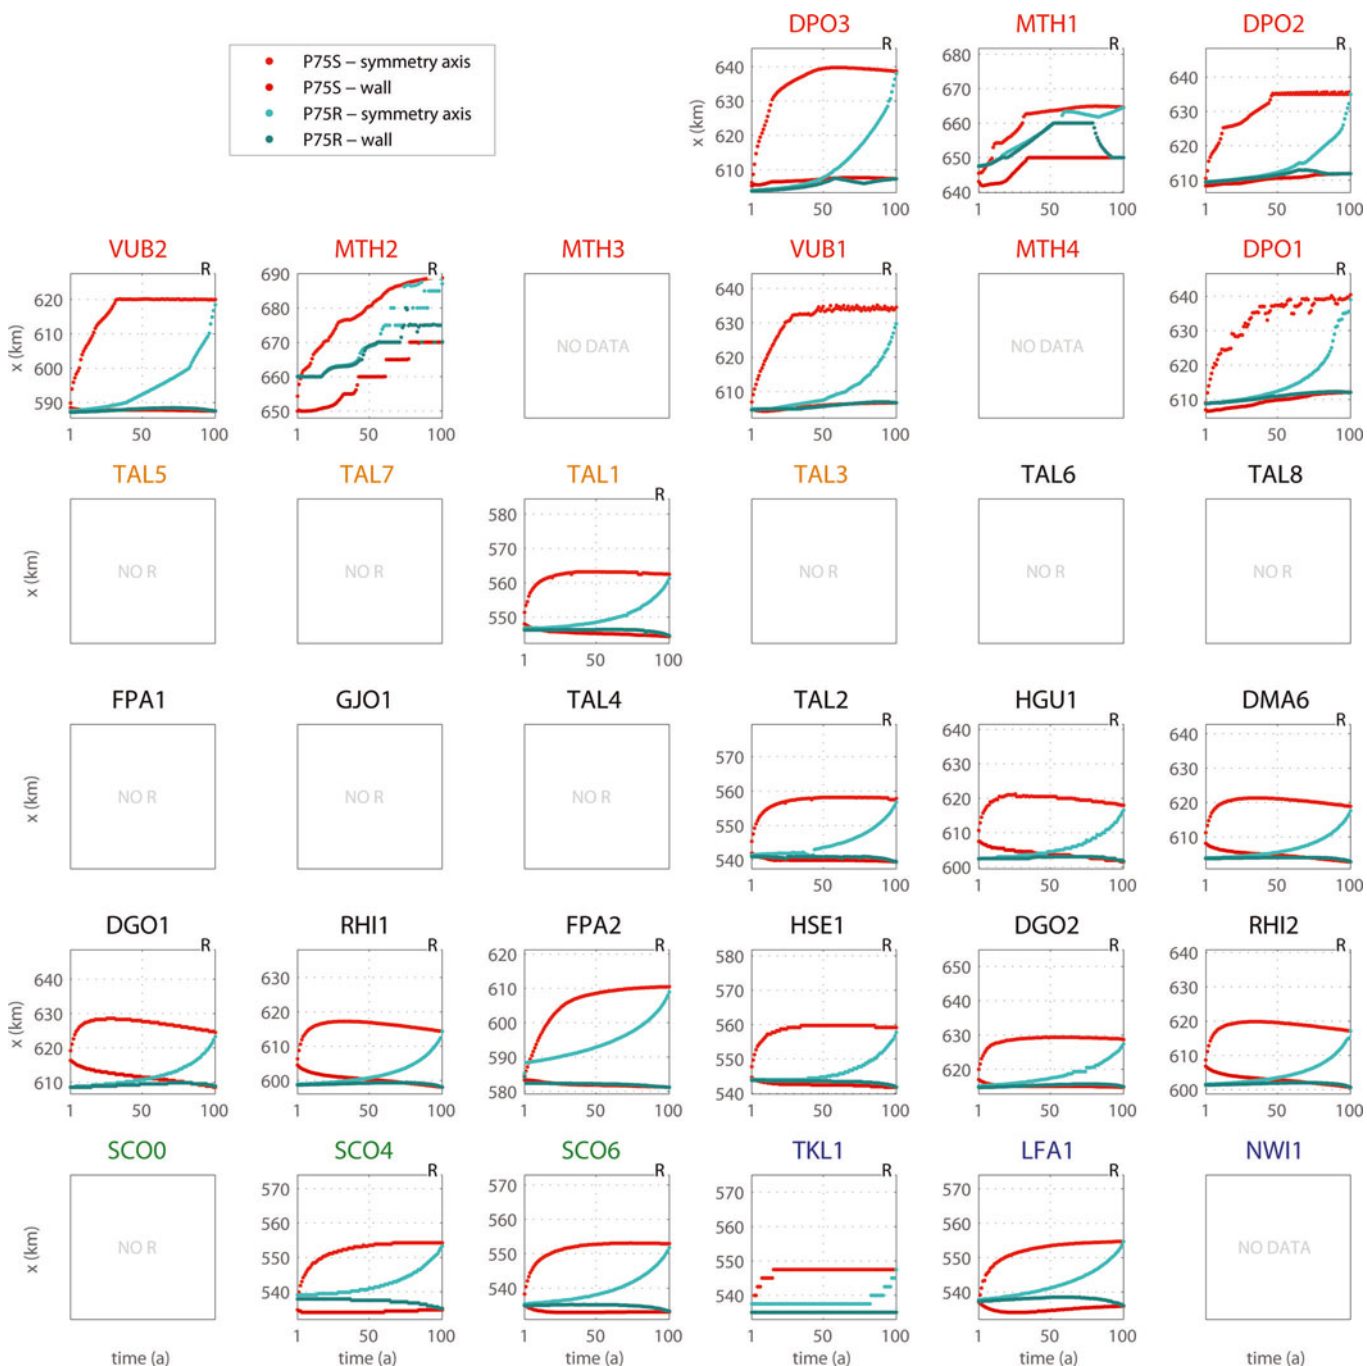 DPO3 MTH1 DPO2
P75S – symmetry axis
P75S – wall
P75R – symmetry axis
P75R – wall
R R R
x (km)
640 630 620 610
680 670 660 650 640
640 630 620 610
1 50 100 1 50 100 1 50 100
VUB2 MTH2 MTH3 VUB1 MTH4 DPO1
R R R R
x (km)
620 610 600 590
690 680 670 660 650
NO DATA
640 630 620 610
NO DATA
640 630 620 610
1 50 100 1 50 100 1 50 100 1 50 100
TAL5 TAL7 TAL1 TAL3 TAL6 TAL8
R
x (km)
NO R NO R
580 570 560 550
NO R NO R NO R
1 50 100
FPA1 GJO1 TAL4 TAL2 HGU1 DMA6
R R R
x (km)
NO R NO R NO R
570 560 550 540
640 630 620 610 600
640 630 620 610
1 50 100 1 50 100 1 50 100
DGO1 RHI1 FPA2 HSE1 DGO2 RHI2
R R R R R R
x (km)
640 630 620 610
630 620 610 600
620 610 600 590 580
580 570 560 550 540
650 640 630 620
640 630 620 610 600
1 50 100 1 50 100 1 50 100 1 50 100 1 50 100 1 50 100
SCO0 SCO4 SCO6 TKL1 LFA1 NWI1
R R R R
x (km)
NO R
570 560 550 540
570 560 550 540
570 560 550 540
570 560 550 540
NO DATA
1 50 100 1 50 100 1 50 100 1 50 100
time (a) time (a) time (a) time (a) time (a) time (a)